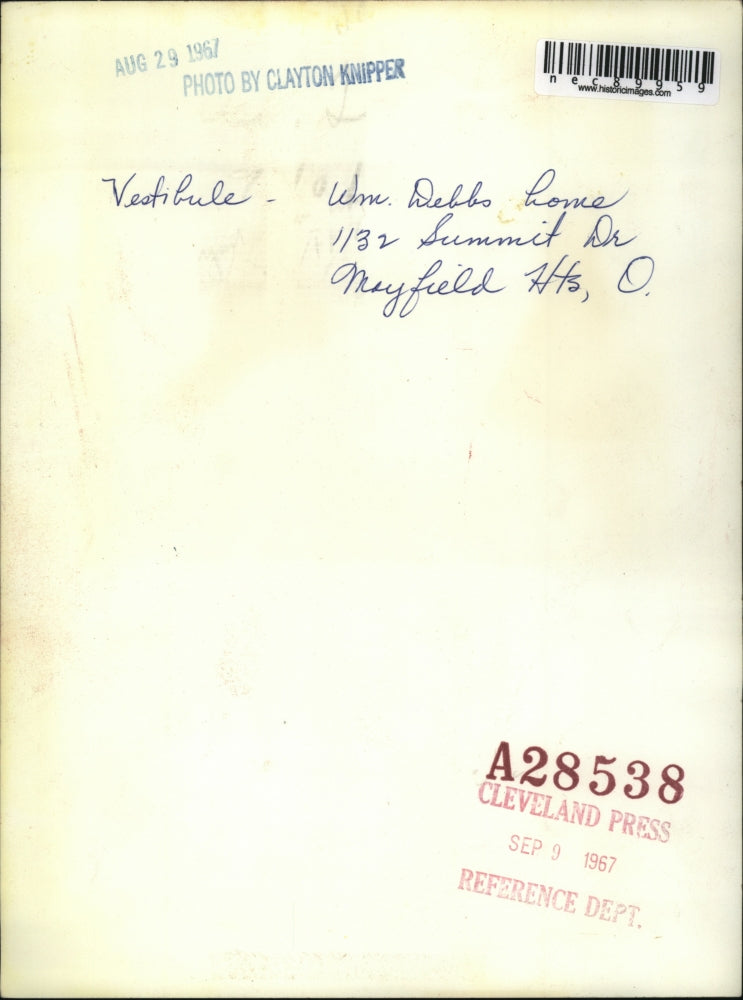 AUG 29 1967
PHOTO BY CLAYTON KNIPPER
nec89959
www.historicimages.com
Vestibule - Wm. Debbs home
1132 Summit Dr
Mayfield Hts, O.
A28538
CLEVELAND PRESS
SEP 9 1967
REFERENCE DEPT.